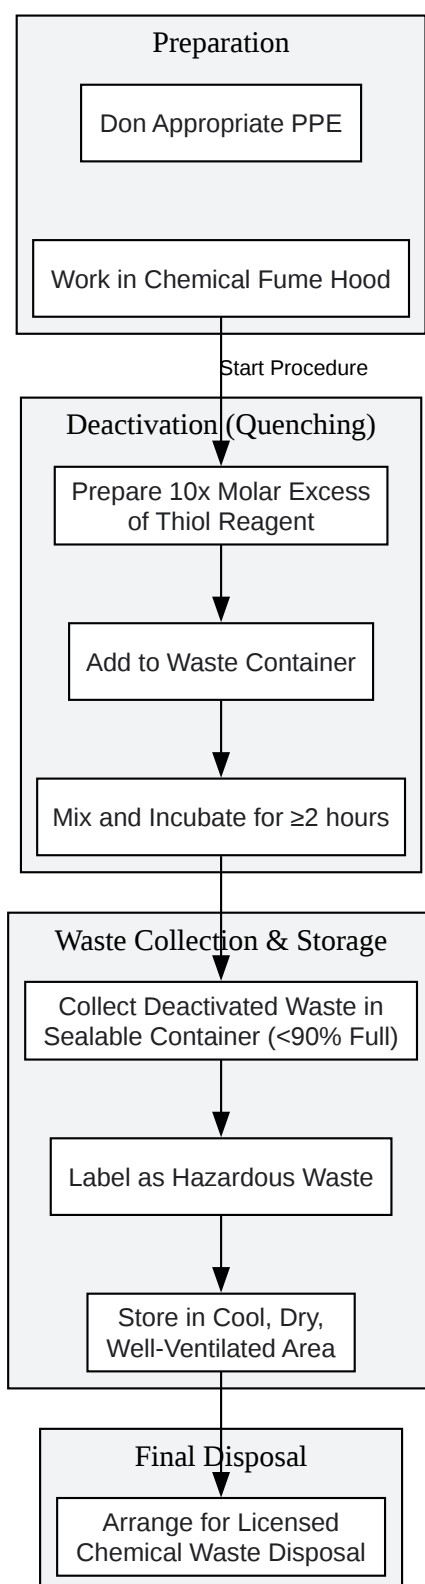 Preparation
Don Appropriate PPE
Work in Chemical Fume Hood
Start Procedure
Deactivation (Quenching)
Prepare 10x Molar Excess
of Thiol Reagent
Add to Waste Container
Mix and Incubate for ≥2 hours
Waste Collection & Storage
Collect Deactivated Waste in
Sealable Container (<90% Full)
Label as Hazardous Waste
Store in Cool, Dry,
Well-Ventilated Area
Final Disposal
Arrange for Licensed
Chemical Waste Disposal